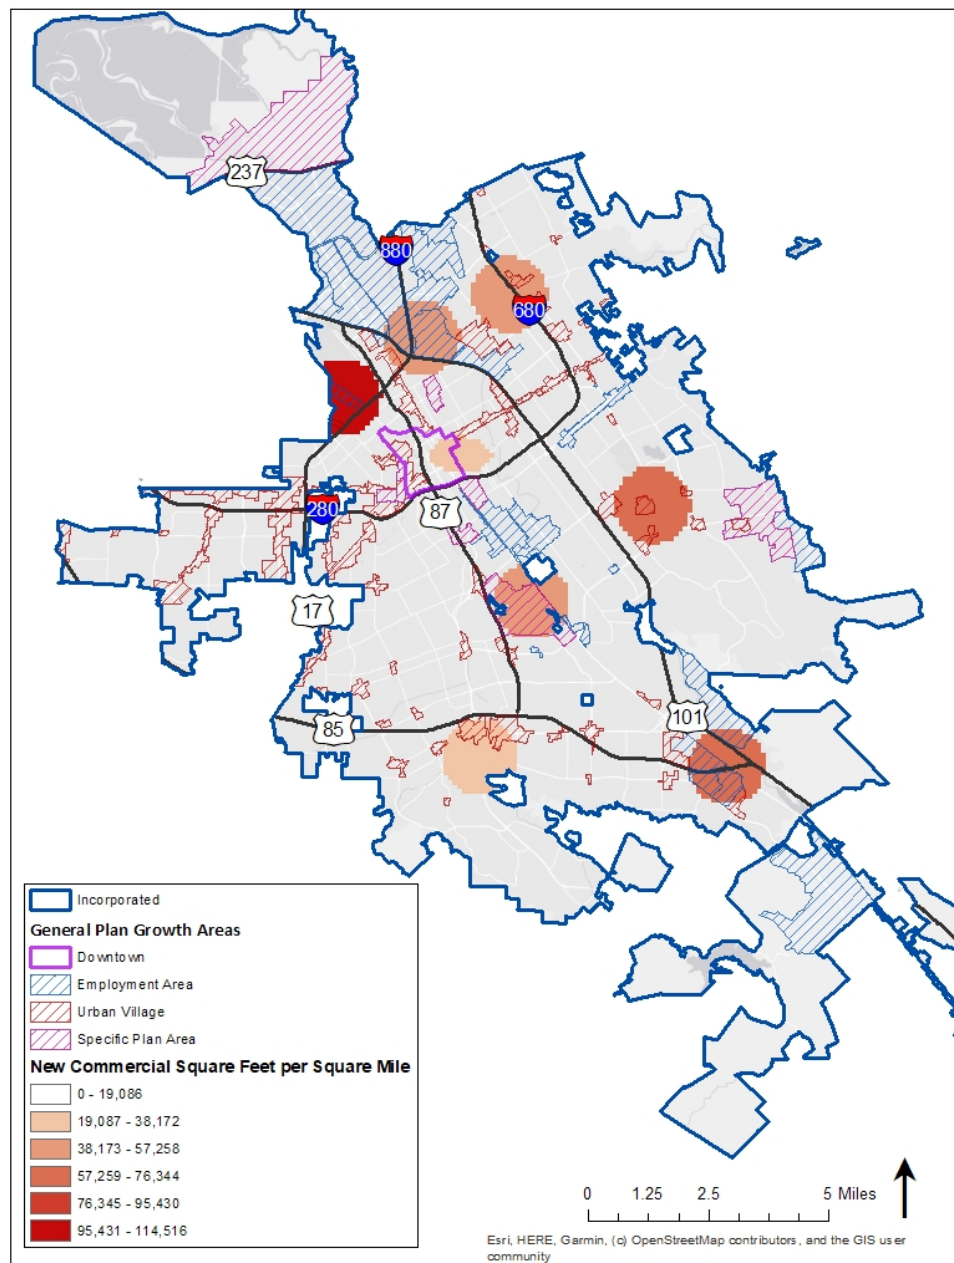 237
880
680
280
87
17
85
101
Incorporated
General Plan Growth Areas
Downtown
Employment Area
Urban Village
Specific Plan Area
New Commercial Square Feet per Square Mile
0 - 19,086
19,087 - 38,172
38,173 - 57,258
57,259 - 76,344
76,345 - 95,430
95,431 - 114,516
0 1.25 2.5 5 Miles
Esri, HERE, Garmin, (c) OpenStreetMap contributors, and the GIS user
community